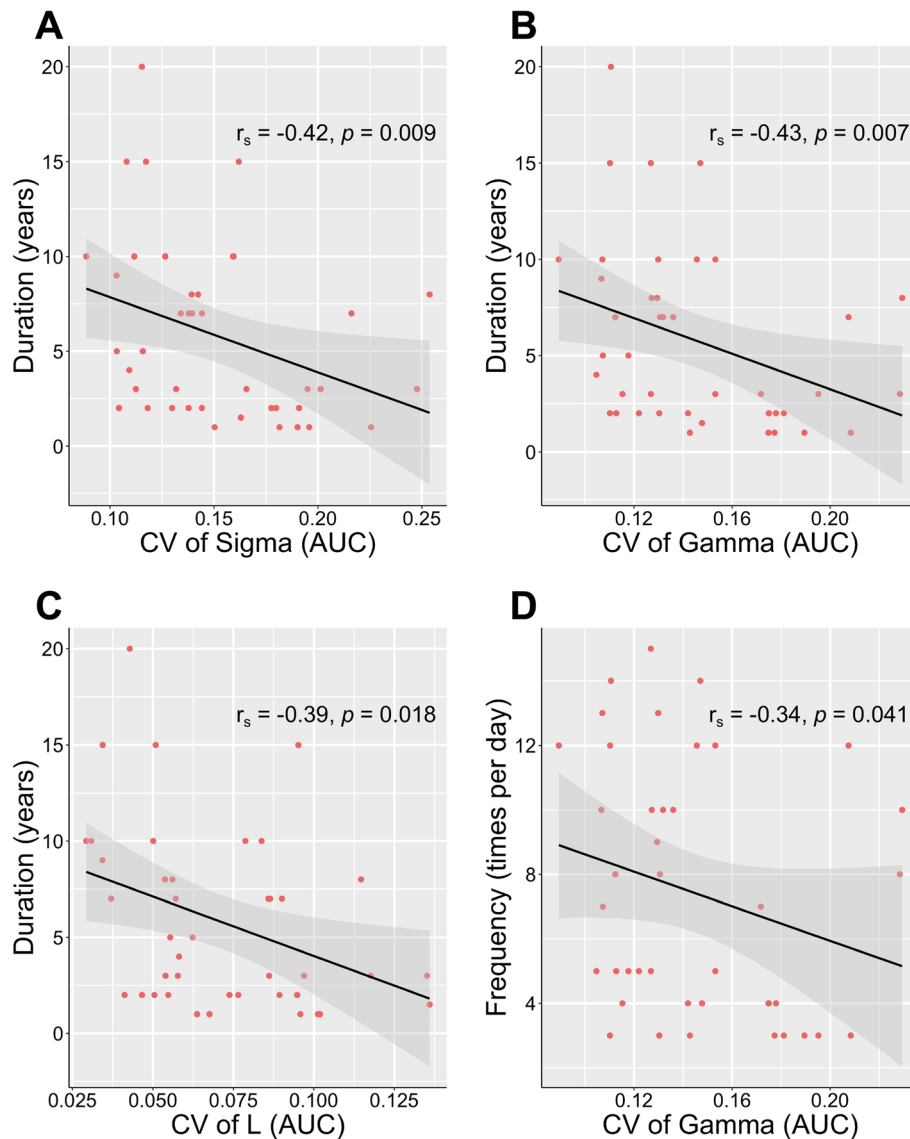 A
Duration (years)
20
15
10
5
0
r_s = -0.42, p = 0.009
0.10 0.15 0.20 0.25
CV of Sigma (AUC)
B
Duration (years)
20
15
10
5
0
r_s = -0.43, p = 0.007
0.12 0.16 0.20
CV of Gamma (AUC)
C
Duration (years)
20
15
10
5
0
r_s = -0.39, p = 0.018
0.025 0.050 0.075 0.100 0.125
CV of L (AUC)
D
Frequency (times per day)
12
8
4
r_s = -0.34, p = 0.041
0.12 0.16 0.20
CV of Gamma (AUC)